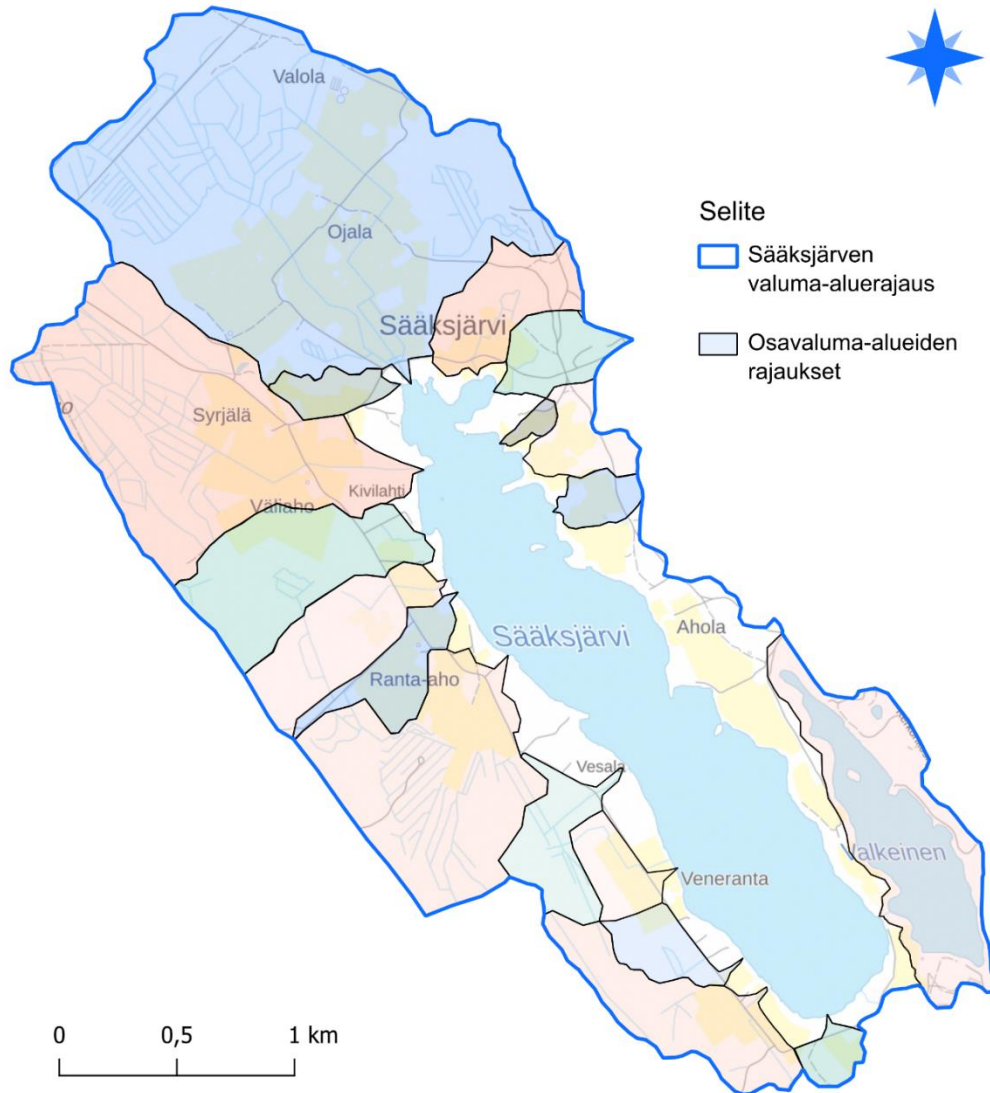 Valola
Ojala
Selite
Sääksjärven
valuma-aluerajaus
Sääksjärvi
Osavaluma-alueiden
rajaukset
Syrjälä
Kivilahti
Väliaho
Ahola
Sääksjärvi
Ranta-aho
Vesala
Valkeinen
Veneranta
0 0,5 1 km